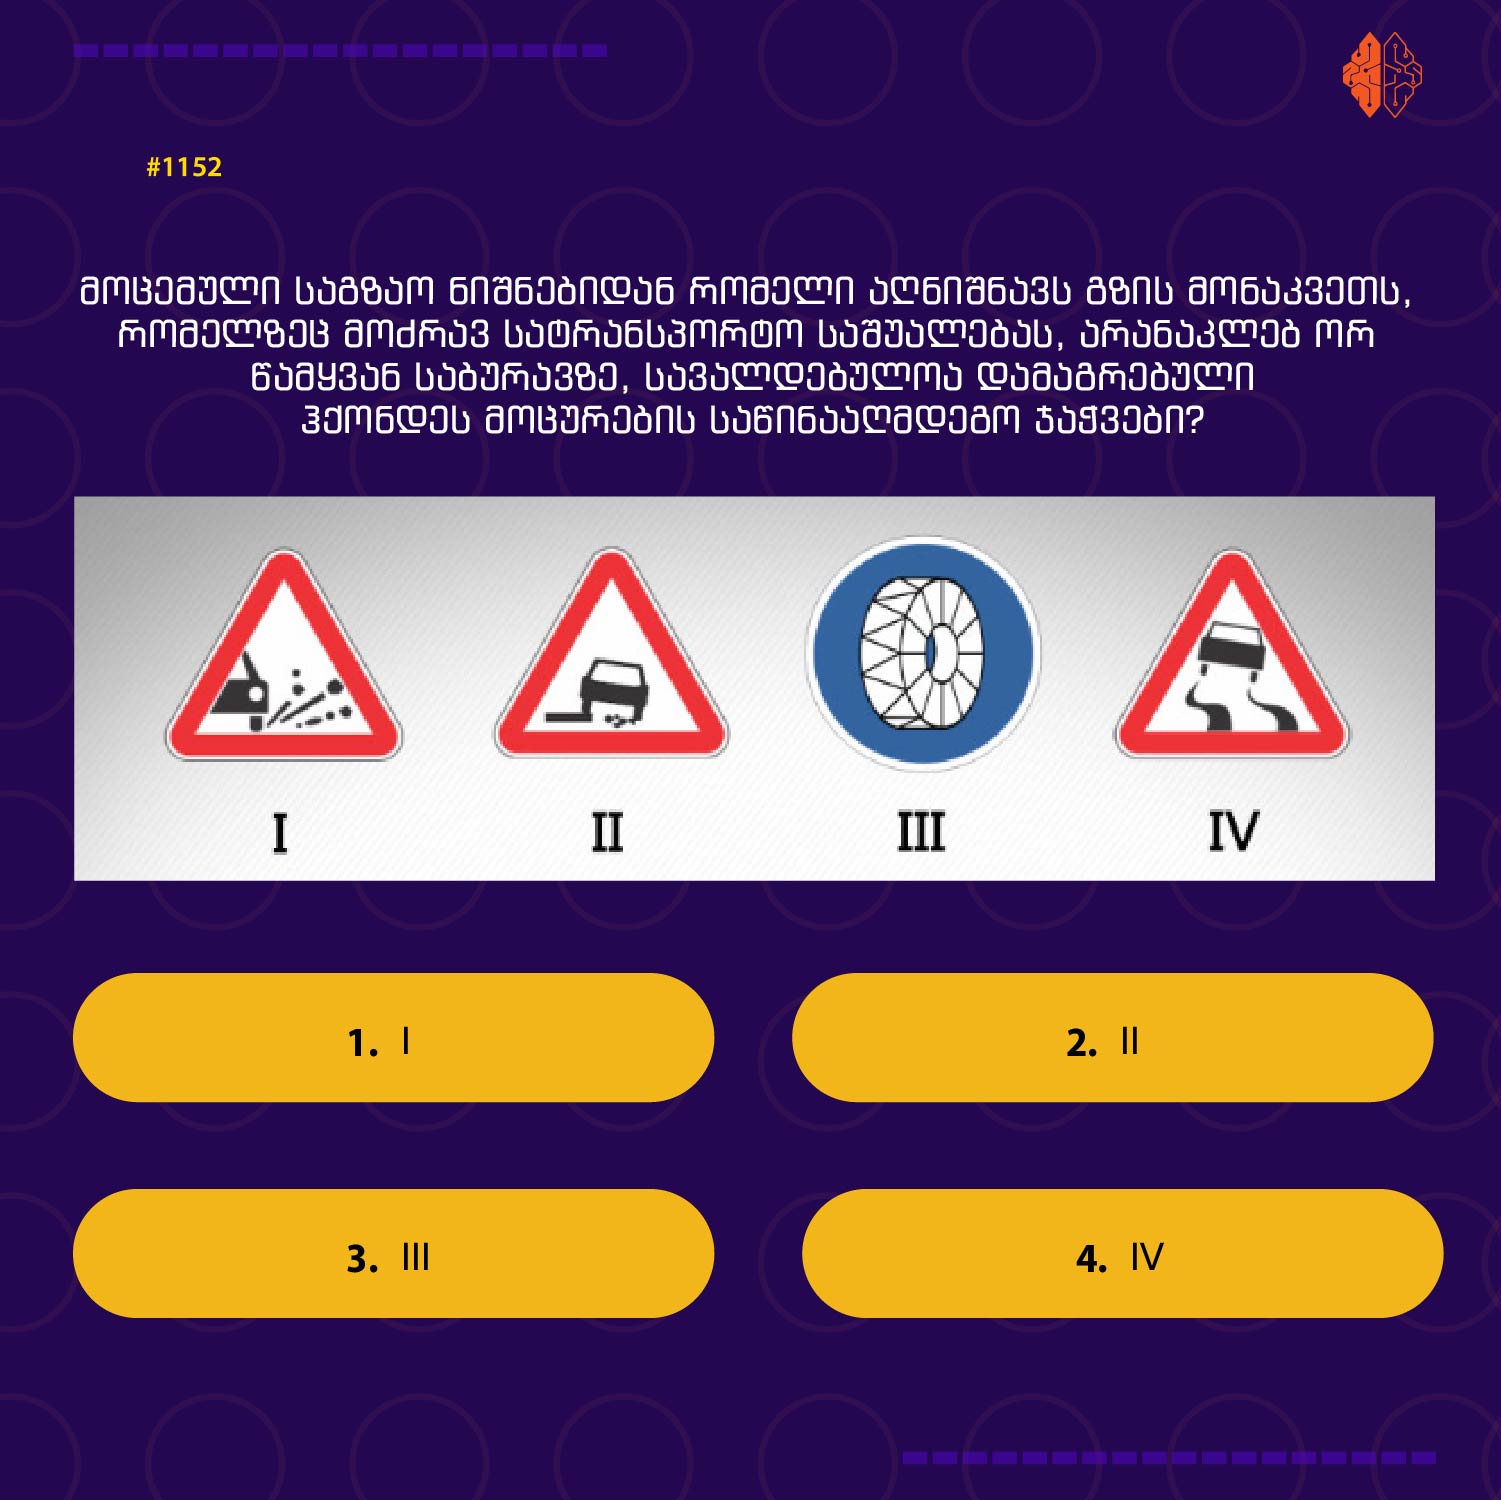 #1152
მოცემული საგზაო ნიშნებიდან რომელი აღნიშნავს გზის მონაკვეთს,
რომელზეც მოძრავ სატრანსპორტო საშუალებას, არანაკლებ ორ
წამყვან საბურავზე, სავალდებულოა დამაგრებული
ჰქონდეს მოცურების საწინააღმდეგო ჯაჭვები?
I II III IV
1. I
2. II
3. III
4. IV